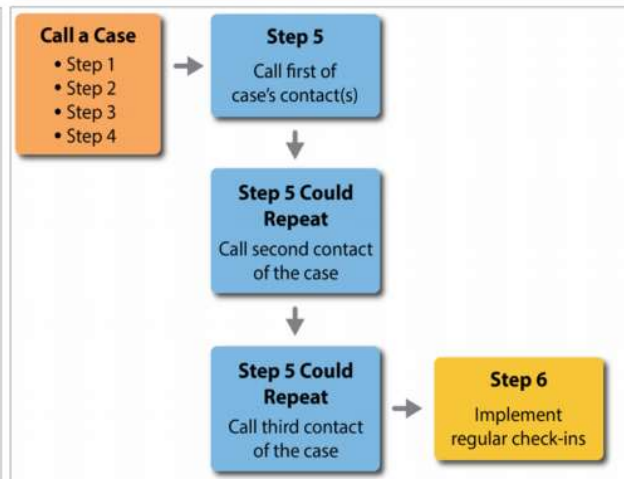 Call a Case
• Step 1
• Step 2
• Step 3
• Step 4
Step 5
Call first of
case's contact(s)
Step 5 Could
Repeat
Call second contact
of the case
Step 5 Could
Repeat
Call third contact
of the case
Step 6
Implement
regular check-ins